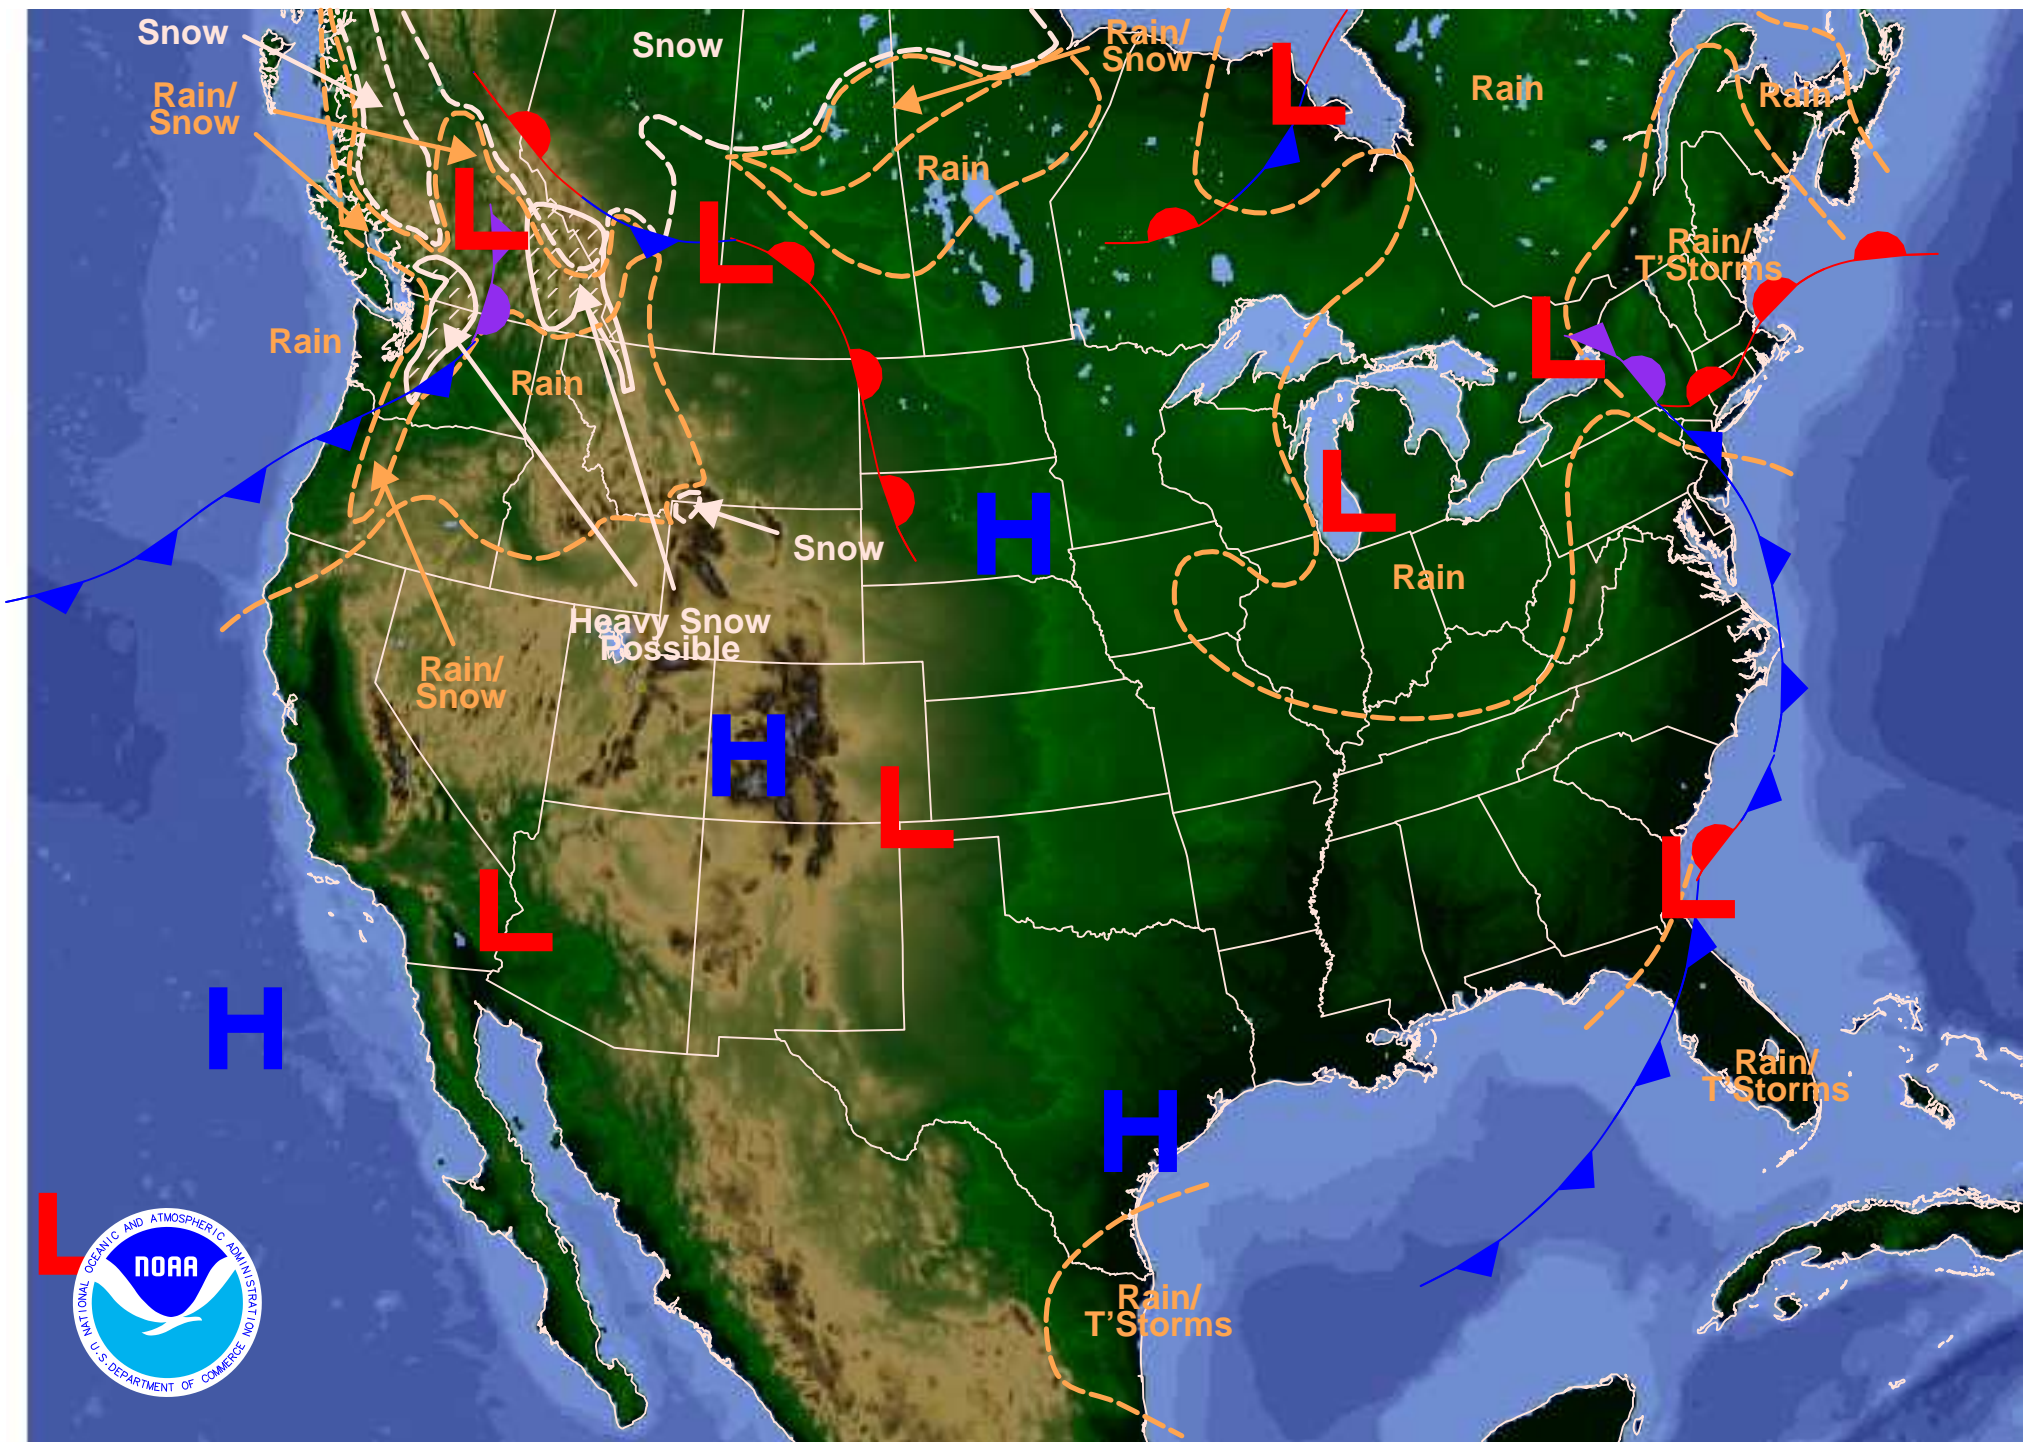 Snow
Rain/
Snow
Snow
Rain/
Snow
Rain
Rain
Rain
Rain/
T'Storms
Rain
Rain
Snow
Rain
Heavy Snow
Possible
Rain/
Snow
L
L
L
L
L
L
L
L
L
L
H
H
H
H
Rain/
T'Storms
Rain/
T'Storms
NOAA
NATIONAL OCEANIC AND ATMOSPHERIC ADMINISTRATION
U.S. DEPARTMENT OF COMMERCE